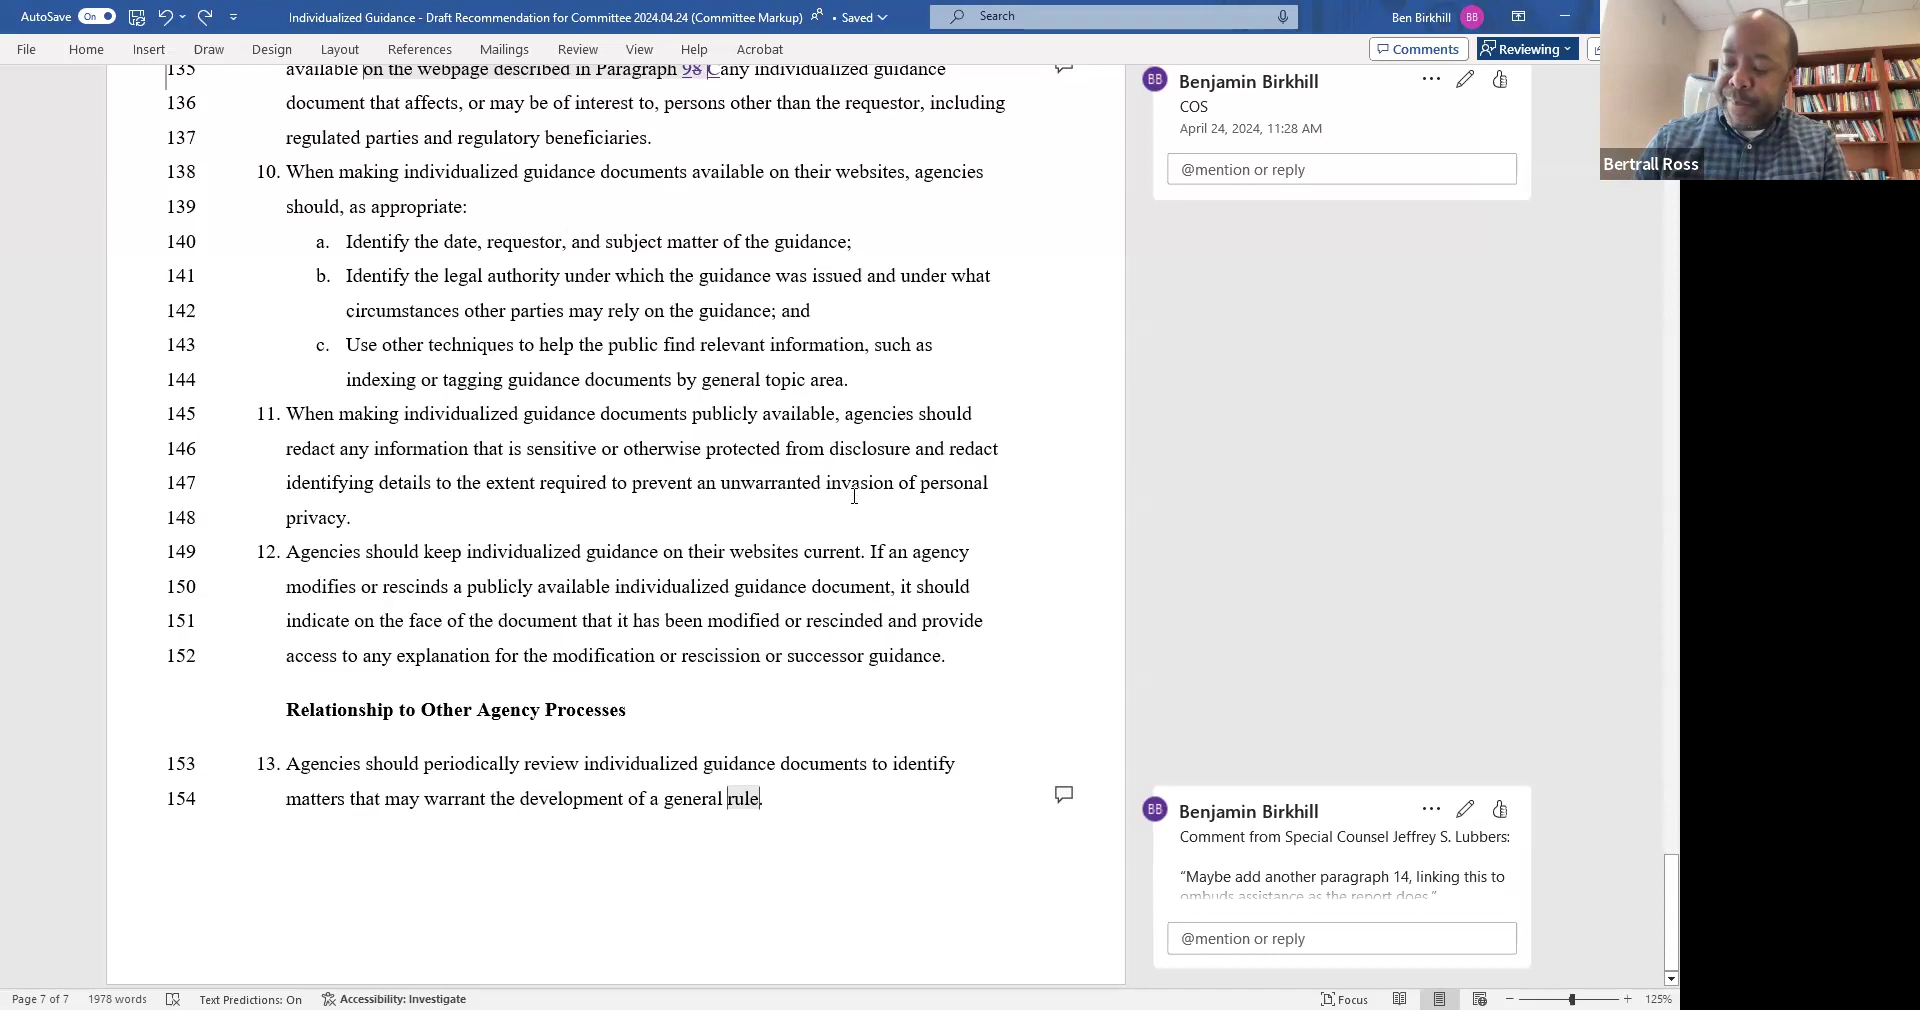 AutoSave On Individualized Guidance - Draft Recommendation for Committee 2024.04.24 (Committee Markup) • Saved Search Ben Birkhill BB
File Home Insert Draw Design Layout References Mailings Review View Help Acrobat Comments Reviewing
135 available on the webpage described in Paragraph 98 Cany individualized guidance
136 document that affects, or may be of interest to, persons other than the requestor, including
137 regulated parties and regulatory beneficiaries.
138 10. When making individualized guidance documents available on their websites, agencies
139 should, as appropriate:
140 a. Identify the date, requestor, and subject matter of the guidance;
141 b. Identify the legal authority under which the guidance was issued and under what
142 circumstances other parties may rely on the guidance; and
143 c. Use other techniques to help the public find relevant information, such as
144 indexing or tagging guidance documents by general topic area.
145 11. When making individualized guidance documents publicly available, agencies should
146 redact any information that is sensitive or otherwise protected from disclosure and redact
147 identifying details to the extent required to prevent an unwarranted invasion of personal
148 privacy.
149 12. Agencies should keep individualized guidance on their websites current. If an agency
150 modifies or rescinds a publicly available individualized guidance document, it should
151 indicate on the face of the document that it has been modified or rescinded and provide
152 access to any explanation for the modification or rescission or successor guidance.
Relationship to Other Agency Processes
153 13. Agencies should periodically review individualized guidance documents to identify
154 matters that may warrant the development of a general rule.
BB Benjamin Birkhill
COS
April 24, 2024, 11:28 AM
@mention or reply
BB Benjamin Birkhill
Comment from Special Counsel Jeffrey S. Lubbers:
“Maybe add another paragraph 14, linking this to
ombuds assistance as the report does.”
@mention or reply
Bertrall Ross
Page 7 of 7 1978 words Text Predictions: On Accessibility: Investigate Focus 125%